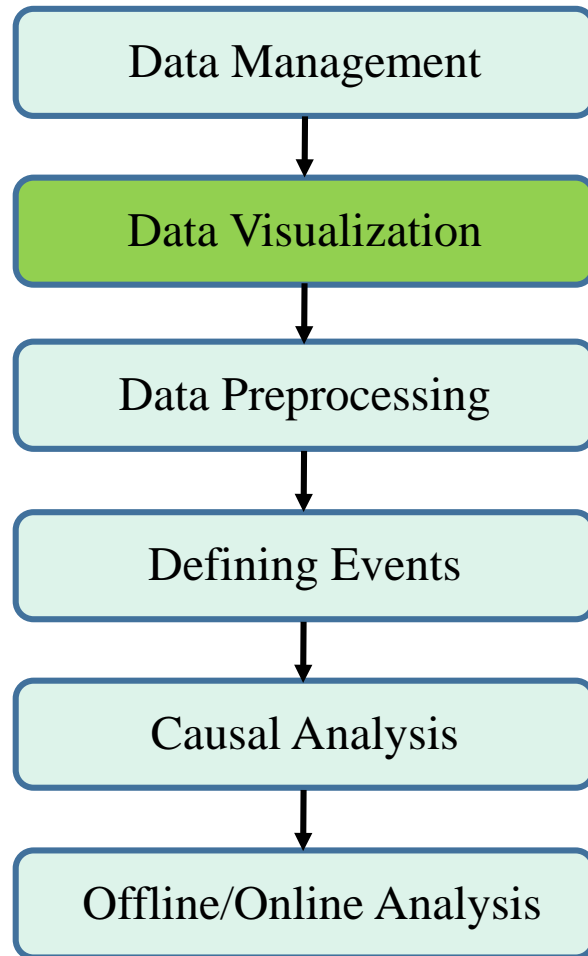 Data Management
Data Visualization
Data Preprocessing
Defining Events
Causal Analysis
Offline/Online Analysis